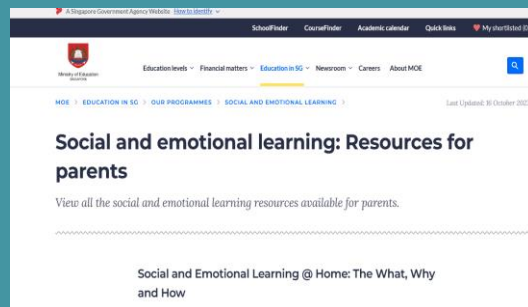 A Singapore Government Agency Website How to identify
SchoolFinder CourseFinder Academic calendar Quick links My shortlisted (0
Ministry of Education
Education levels Financial matters Education in SG Newsroom Careers About MOE
MOE > EDUCATION IN SG > OUR PROGRAMMES > SOCIAL AND EMOTIONAL LEARNING >
Last Updated: 16 October 202
Social and emotional learning: Resources for
parents
View all the social and emotional learning resources available for parents.
Social and Emotional Learning @ Home: The What, Why
and How